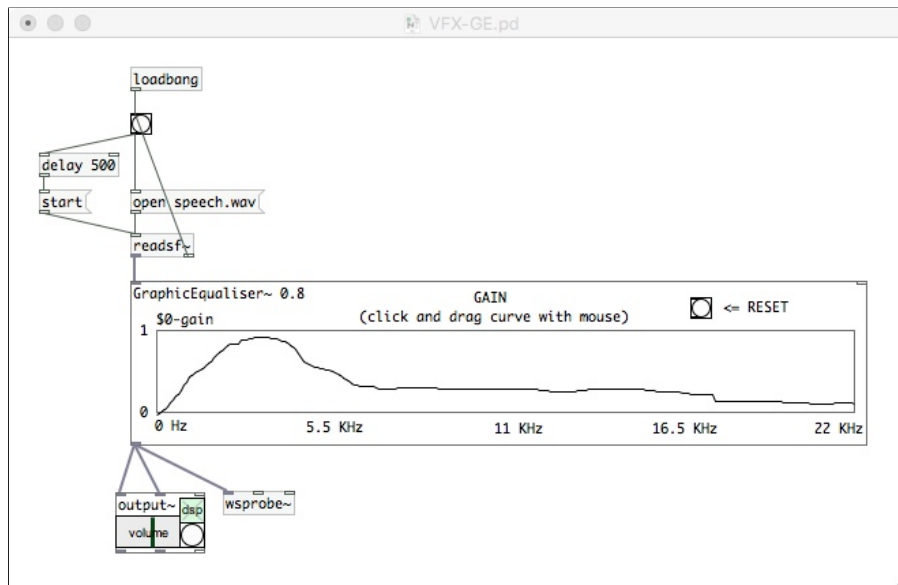 VFX-GE.pd
loadbang
delay 500
start
open speech.wav
readsf~
GraphicEqualiser~ 0.8
GAIN
(click and drag curve with mouse)
<= RESET
$0-gain
1
0
0 Hz
5.5 KHz
11 KHz
16.5 KHz
22 KHz
output~
dsp
volume
wsprobe~